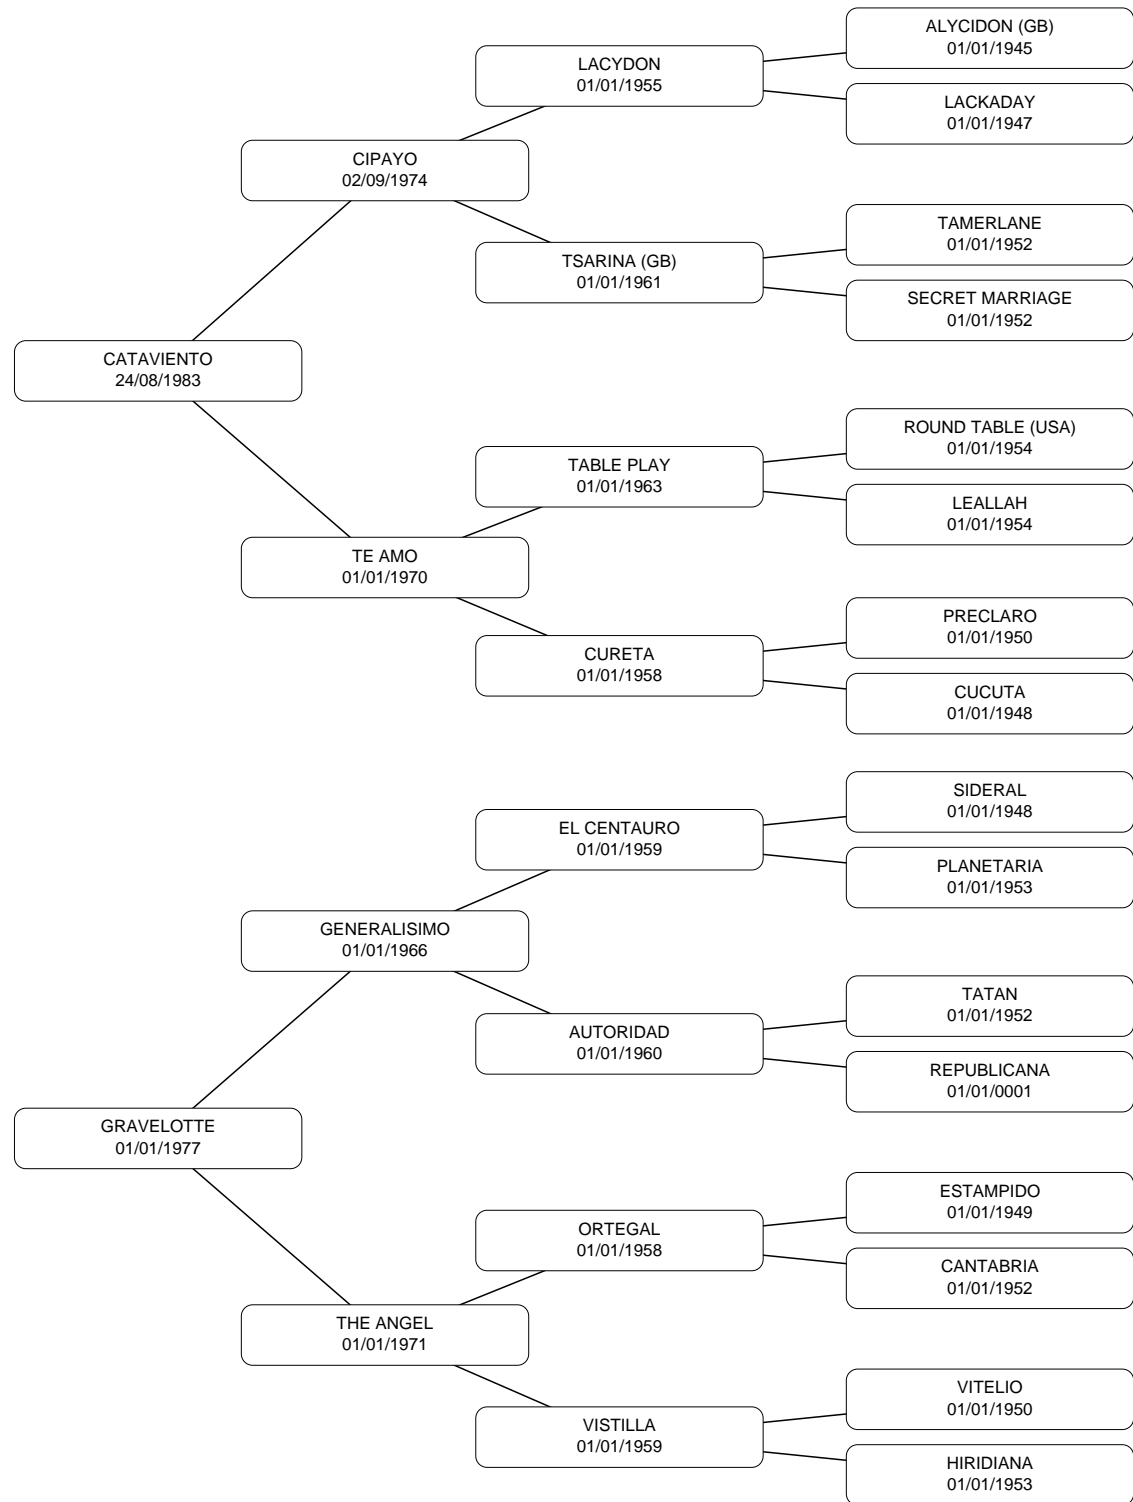 ALYCIDON (GB)
01/01/1945
LACYDON
01/01/1955
LACKADAY
01/01/1947
CIPAYO
02/09/1974
TAMERLANE
01/01/1952
TSARINA (GB)
01/01/1961
SECRET MARRIAGE
01/01/1952
CATAVIENTO
24/08/1983
ROUND TABLE (USA)
01/01/1954
TABLE PLAY
01/01/1963
LEALLAH
01/01/1954
TE AMO
01/01/1970
PRECLARO
01/01/1950
CURETA
01/01/1958
CUCUTA
01/01/1948
SIDERAL
01/01/1948
EL CENTAURO
01/01/1959
PLANETARIA
01/01/1953
GENERALISIMO
01/01/1966
TATAN
01/01/1952
AUTORIDAD
01/01/1960
REPUBLICANA
01/01/0001
GRAVELOTTE
01/01/1977
ESTAMPIDO
01/01/1949
ORTEGAL
01/01/1958
CANTABRIA
01/01/1952
THE ANGEL
01/01/1971
VITELIO
01/01/1950
VISTILLA
01/01/1959
HIRIDIANA
01/01/1953